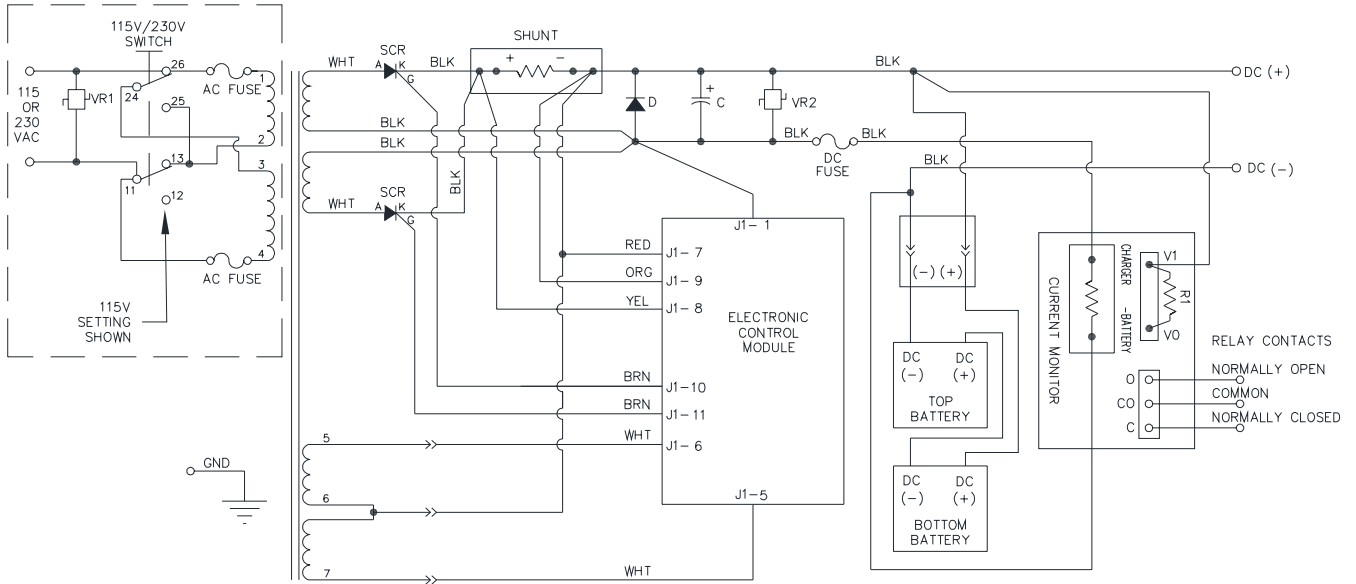 115V/230V
SWITCH
26
24
25
AC FUSE
1
115
OR
230
VAC
VR1
2
3
13
11
12
4
AC FUSE
115V
SETTING
SHOWN
GND
WHT
SCR
A K
G
BLK
SHUNT
+ −
BLK
BLK
WHT
SCR
A K
G
BLK
D
+
C
VR2
BLK
DC
FUSE
BLK
BLK
DC (+)
BLK
DC (−)
J1- 1
RED J1- 7
ORG J1- 9
YEL J1- 8
ELECTRONIC
CONTROL
MODULE
BRN J1-10
BRN J1-11
WHT J1- 6
J1-5
WHT
5
6
7
(−) (+)
DC
(−)
DC
(+)
TOP
BATTERY
DC
(−)
DC
(+)
BOTTOM
BATTERY
CURRENT MONITOR
CHARGER -BATTERY
V1
R1
V0
RELAY CONTACTS
O NORMALLY OPEN
CO COMMON
C NORMALLY CLOSED